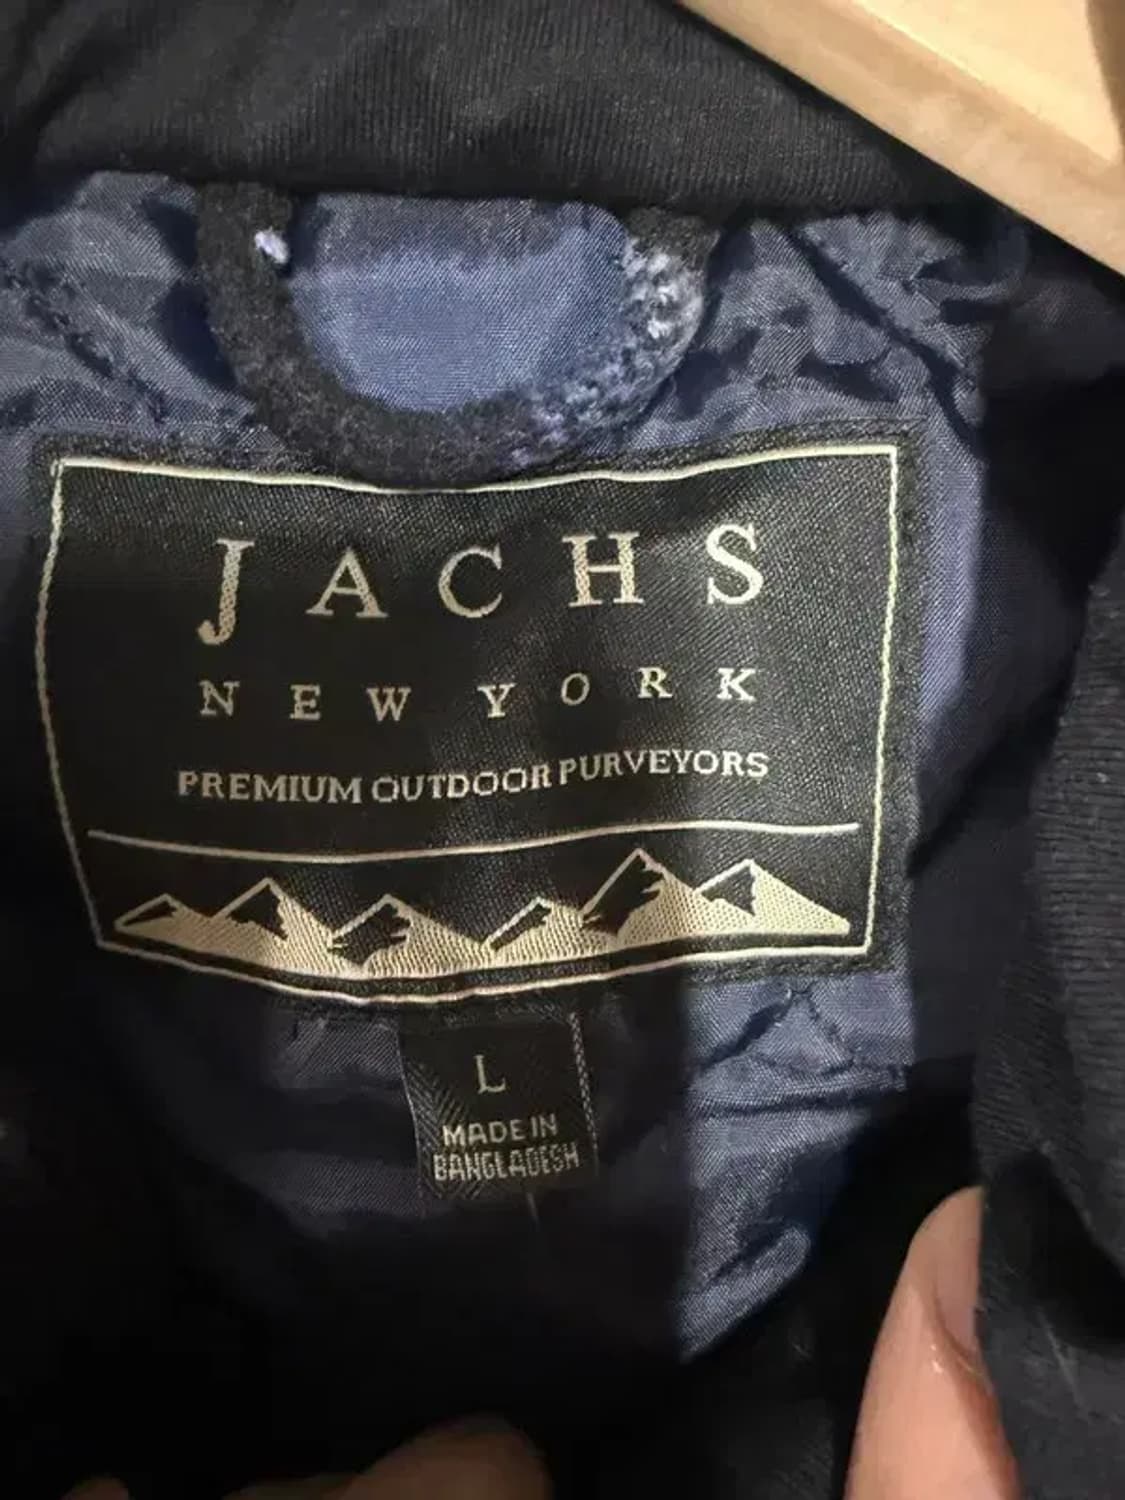 JACHS
NEW YORK
PREMIUM OUTDOOR PURVEYORS
L
MADE IN
BANGLADESH